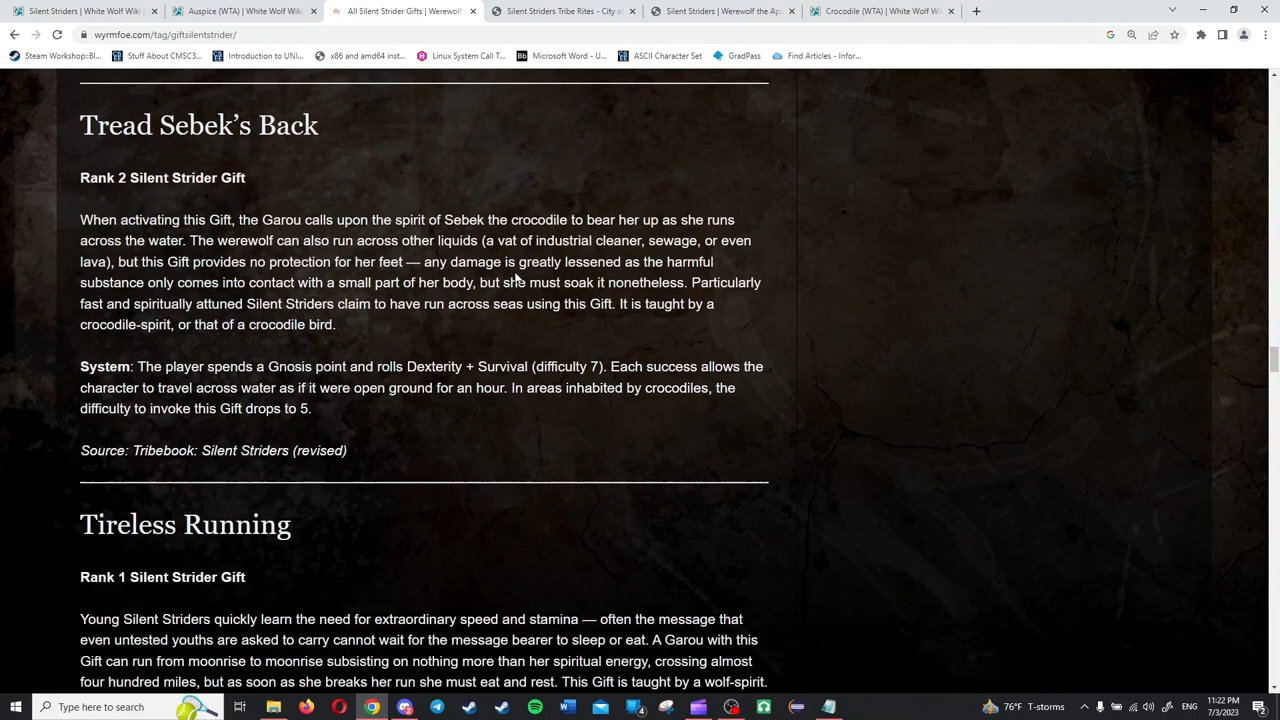 Silent Striders | White Wolf Wiki
Auspice (WTA) | White Wolf Wiki
All Silent Strider Gifts | Werewolf
Silent Striders Tribe Rites - City of
Silent Striders | Werewolf the Apo
Crocodile (WTA) | White Wolf Wi
wyrmfoe.com/tag/giftsilentstrider/
Steam Workshop::Bl...
Stuff About CMSC3...
Introduction to UNI...
x86 and amd64 inst...
Linux System Call T...
Bb
Microsoft Word - U...
ASCII Character Set
GradPass
Find Articles - Infor...
Tread Sebek’s Back
Rank 2 Silent Strider Gift
When activating this Gift, the Garou calls upon the spirit of Sebek the crocodile to bear her up as she runs
across the water. The werewolf can also run across other liquids (a vat of industrial cleaner, sewage, or even
lava), but this Gift provides no protection for her feet — any damage is greatly lessened as the harmful
substance only comes into contact with a small part of her body, but she must soak it nonetheless. Particularly
fast and spiritually attuned Silent Striders claim to have run across seas using this Gift. It is taught by a
crocodile-spirit, or that of a crocodile bird.
System: The player spends a Gnosis point and rolls Dexterity + Survival (difficulty 7). Each success allows the
character to travel across water as if it were open ground for an hour. In areas inhabited by crocodiles, the
difficulty to invoke this Gift drops to 5.
Source: Tribebook: Silent Striders (revised)
Tireless Running
Rank 1 Silent Strider Gift
Young Silent Striders quickly learn the need for extraordinary speed and stamina — often the message that
even untested youths are asked to carry cannot wait for the message bearer to sleep or eat. A Garou with this
Gift can run from moonrise to moonrise subsisting on nothing more than her spiritual energy, crossing almost
four hundred miles, but as soon as she breaks her run she must eat and rest. This Gift is taught by a wolf-spirit.
Type here to search
76°F T-storms
ENG
11:22 PM
7/3/2023